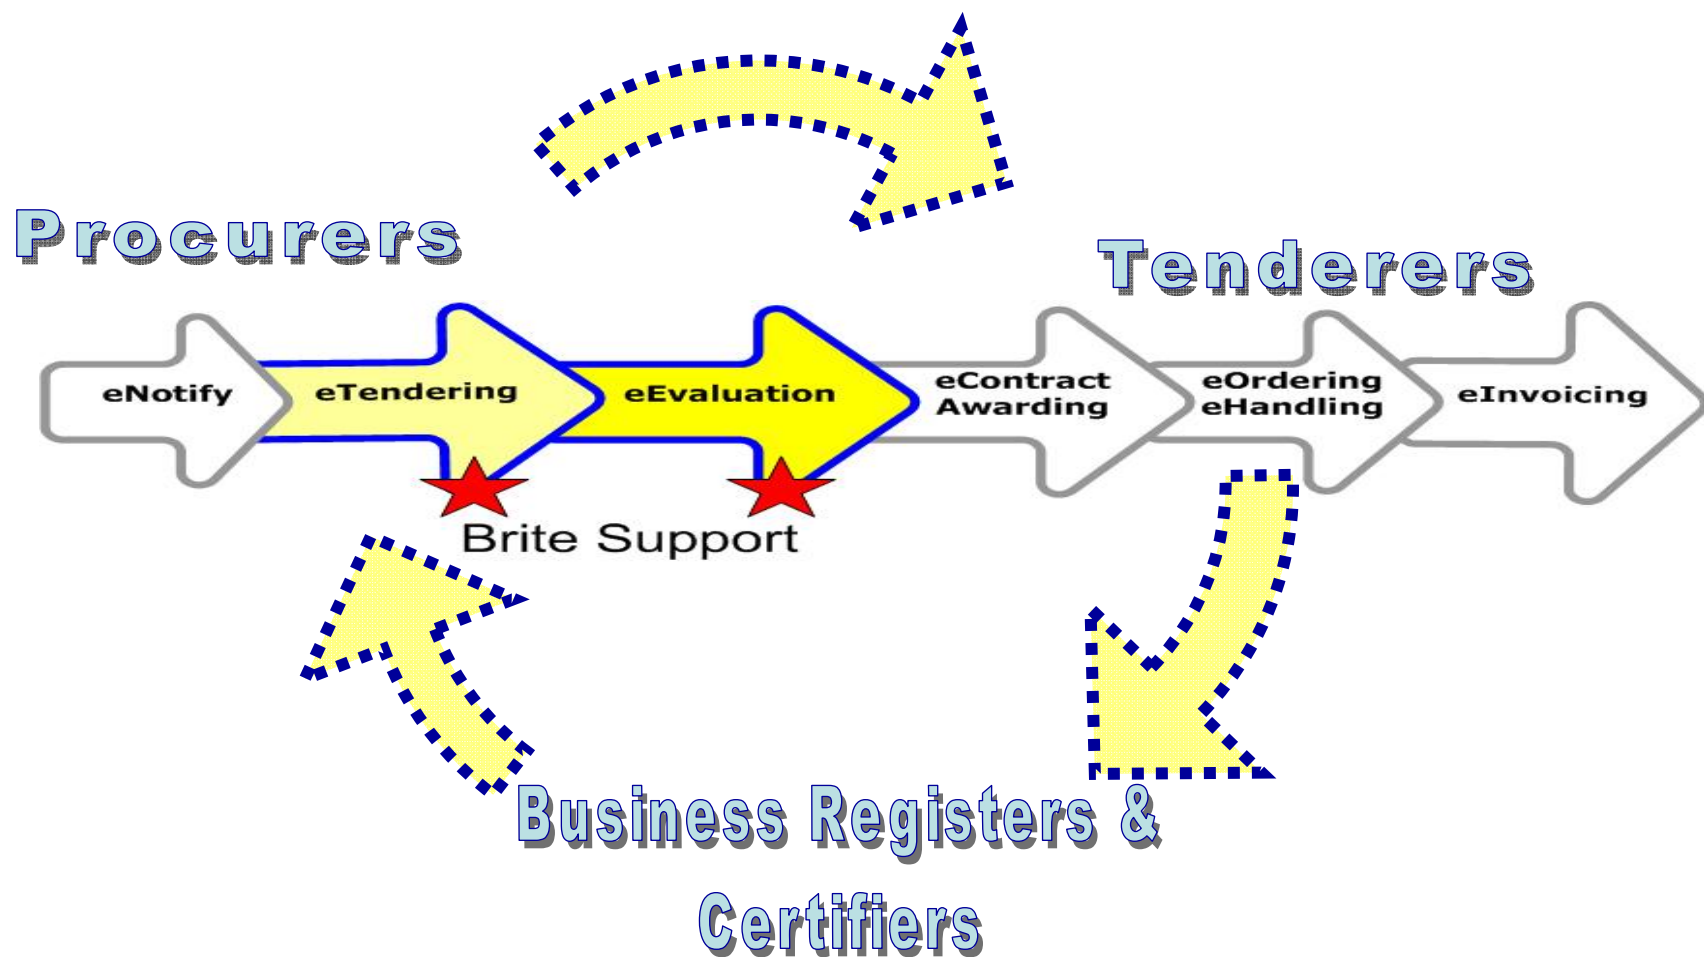 Procurers
Tenderers
eNotify
eTendering
eEvaluation
eContract
Awarding
eOrdering
eHandling
eInvoicing
Brite Support
Business Registers &
Certifiers